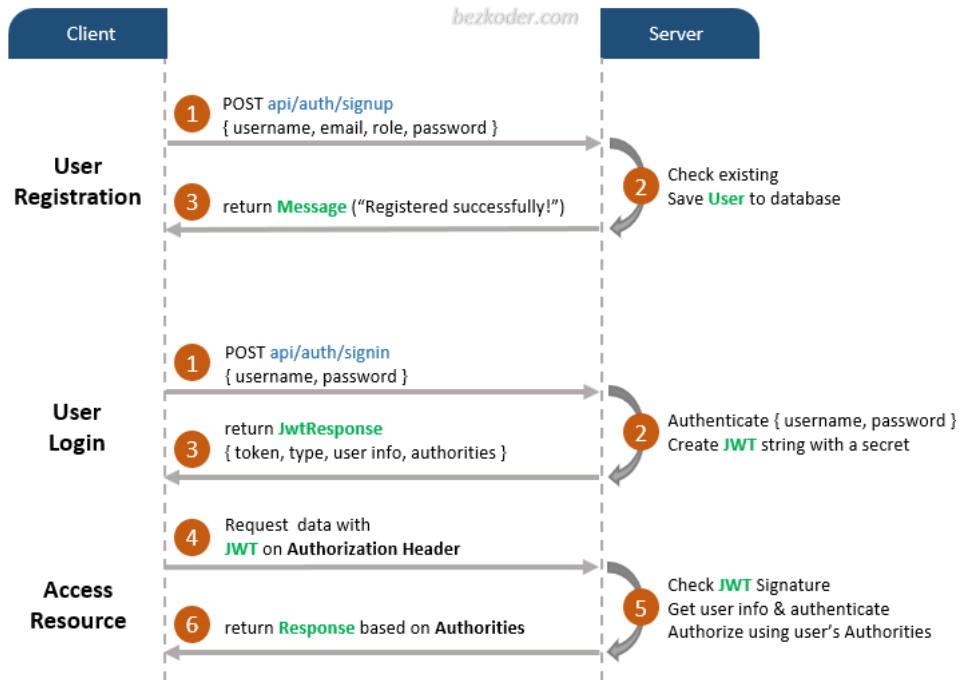 bezkoder.com
Client
Server
User
Registration
1
POST api/auth/signup
{ username, email, role, password }
2
Check existing
Save User to database
3
return Message (“Registered successfully!”)
User
Login
1
POST api/auth/signin
{ username, password }
2
Authenticate { username, password }
Create JWT string with a secret
3
return JwtResponse
{ token, type, user info, authorities }
Access
Resource
4
Request data with
JWT on Authorization Header
5
Check JWT Signature
Get user info & authenticate
Authorize using user’s Authorities
6
return Response based on Authorities